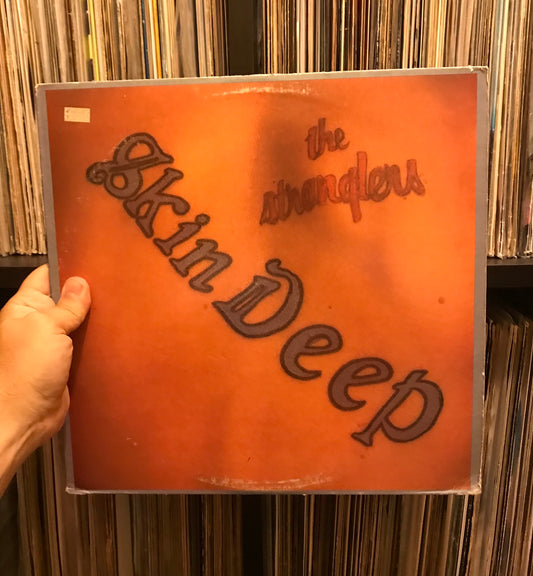 the
stranglers
Skin Deep